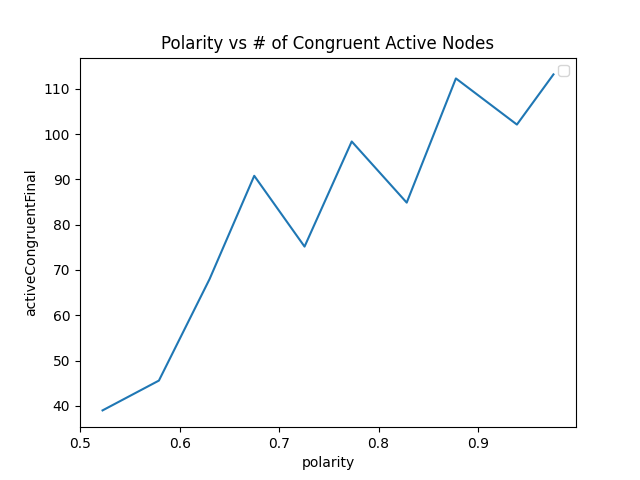 Polarity vs # of Congruent Active Nodes
110
100
90
80
70
60
50
40
activeCongruentFinal
0.5 0.6 0.7 0.8 0.9
polarity